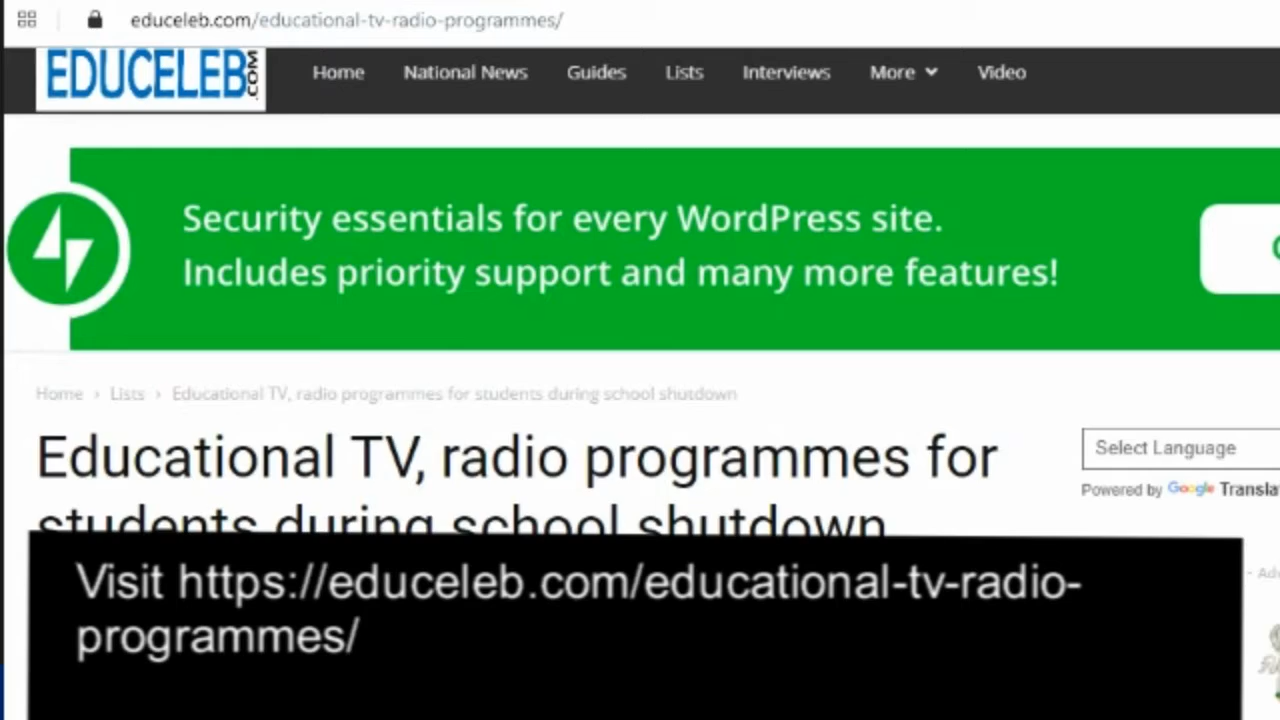 educeleb.com/educational-tv-radio-programmes/
EDUCELEB.COM
Home National News Guides Lists Interviews More Video
Security essentials for every WordPress site.
Includes priority support and many more features!
Home › Lists › Educational TV, radio programmes for students during school shutdown
Educational TV, radio programmes for
students during school shutdown
Select Language
Powered by Google Transla
- Adv
Visit https://educeleb.com/educational-tv-radio-
programmes/